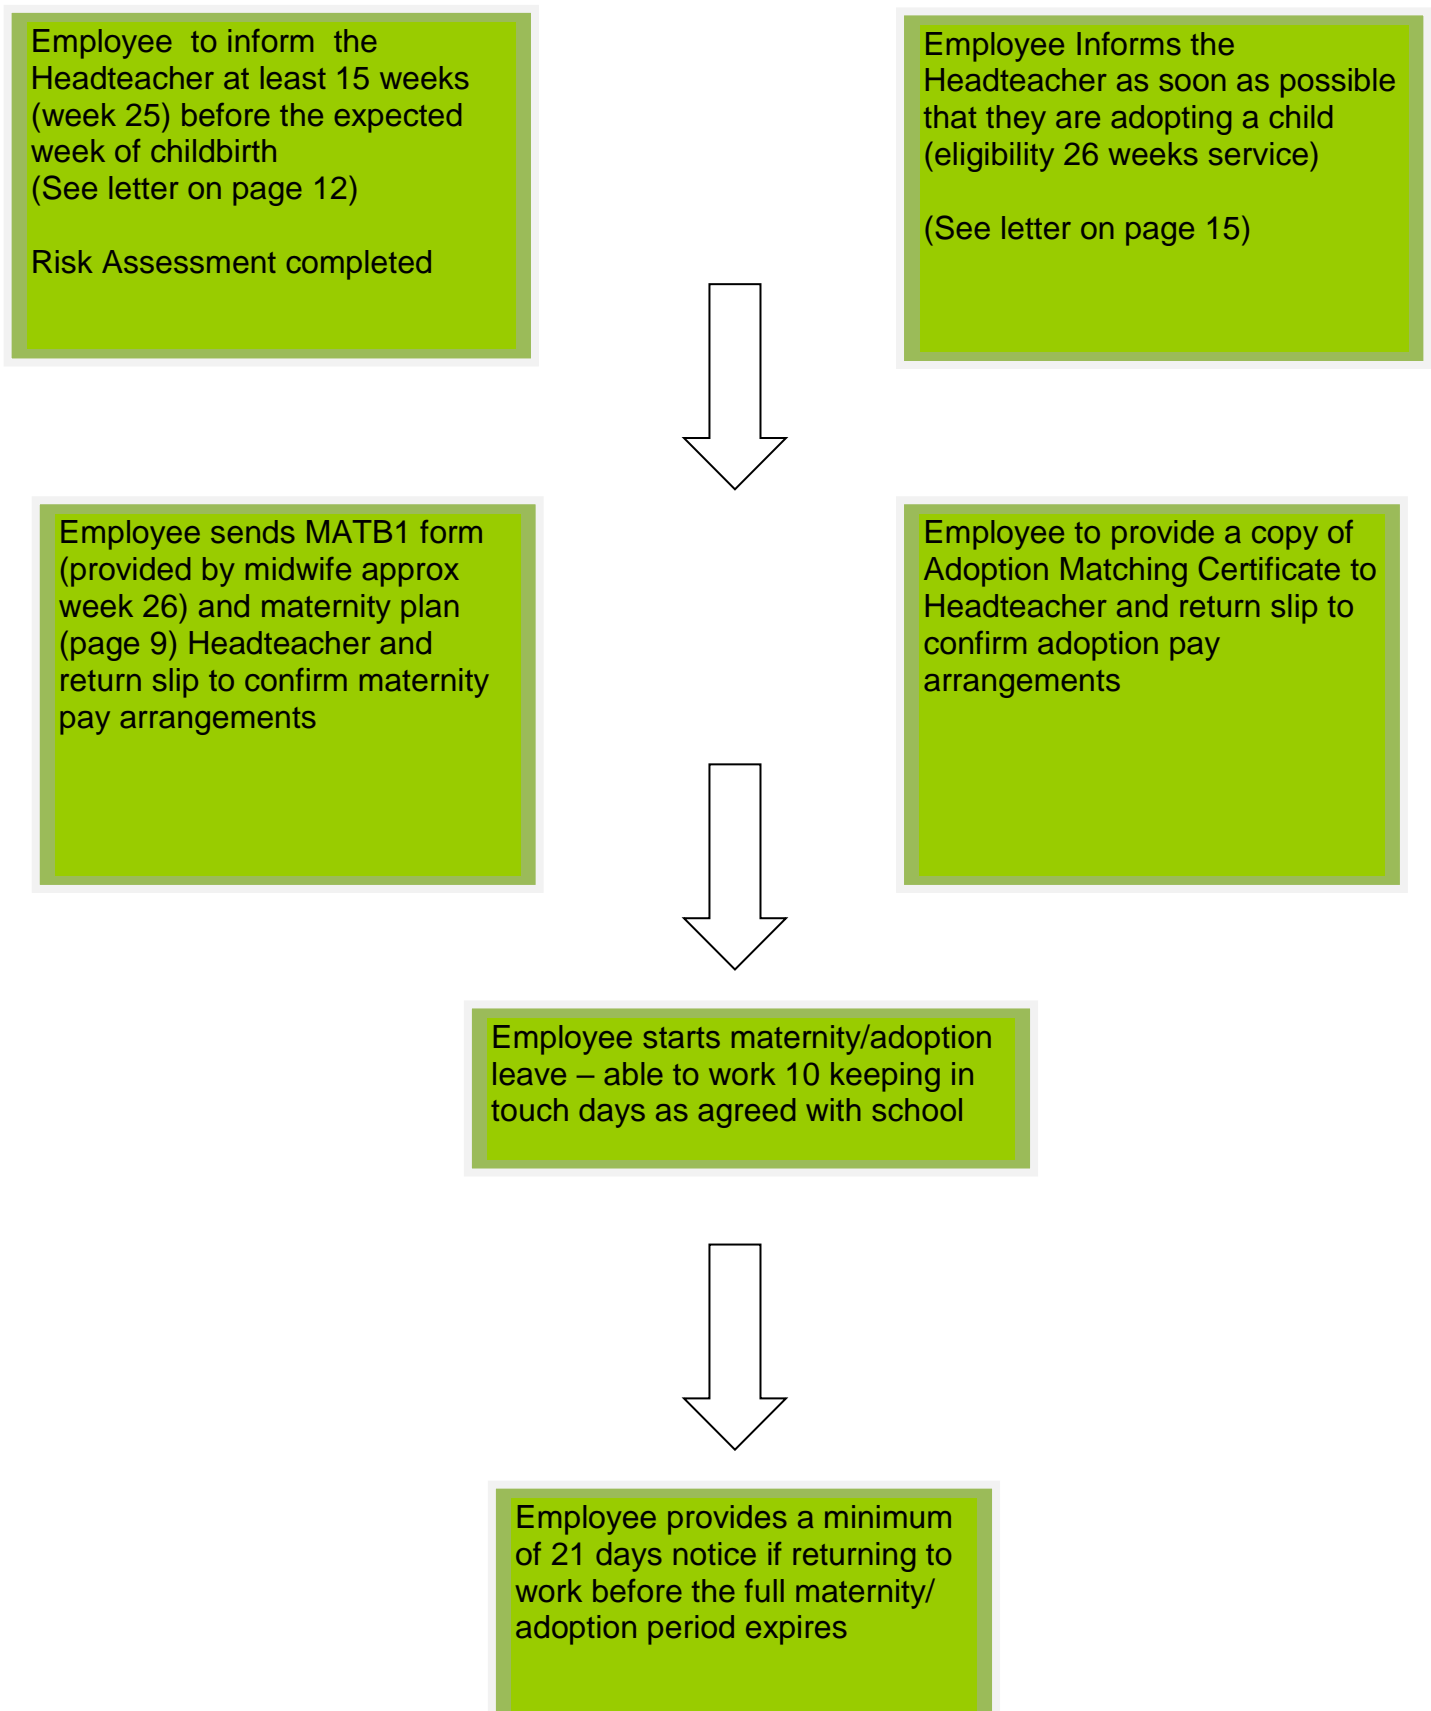 Employee  to inform  the
Headteacher at least 15 weeks
(week 25) before the expected
week of childbirth
(See letter on page 12)
Risk Assessment completed
Employee Informs the
Headteacher as soon as possible
that they are adopting a child
(eligibility 26 weeks service)
(See letter on page 15)
Employee sends MATB1 form
(provided by midwife approx
week 26) and maternity plan
(page 9) Headteacher and
return slip to confirm maternity
pay arrangements
Employee to provide a copy of
Adoption Matching Certificate to
Headteacher and return slip to
confirm adoption pay
arrangements
Employee starts maternity/adoption
leave – able to work 10 keeping in
touch days as agreed with school
Employee provides a minimum
of 21 days notice if returning to
work before the full maternity/
adoption period expires